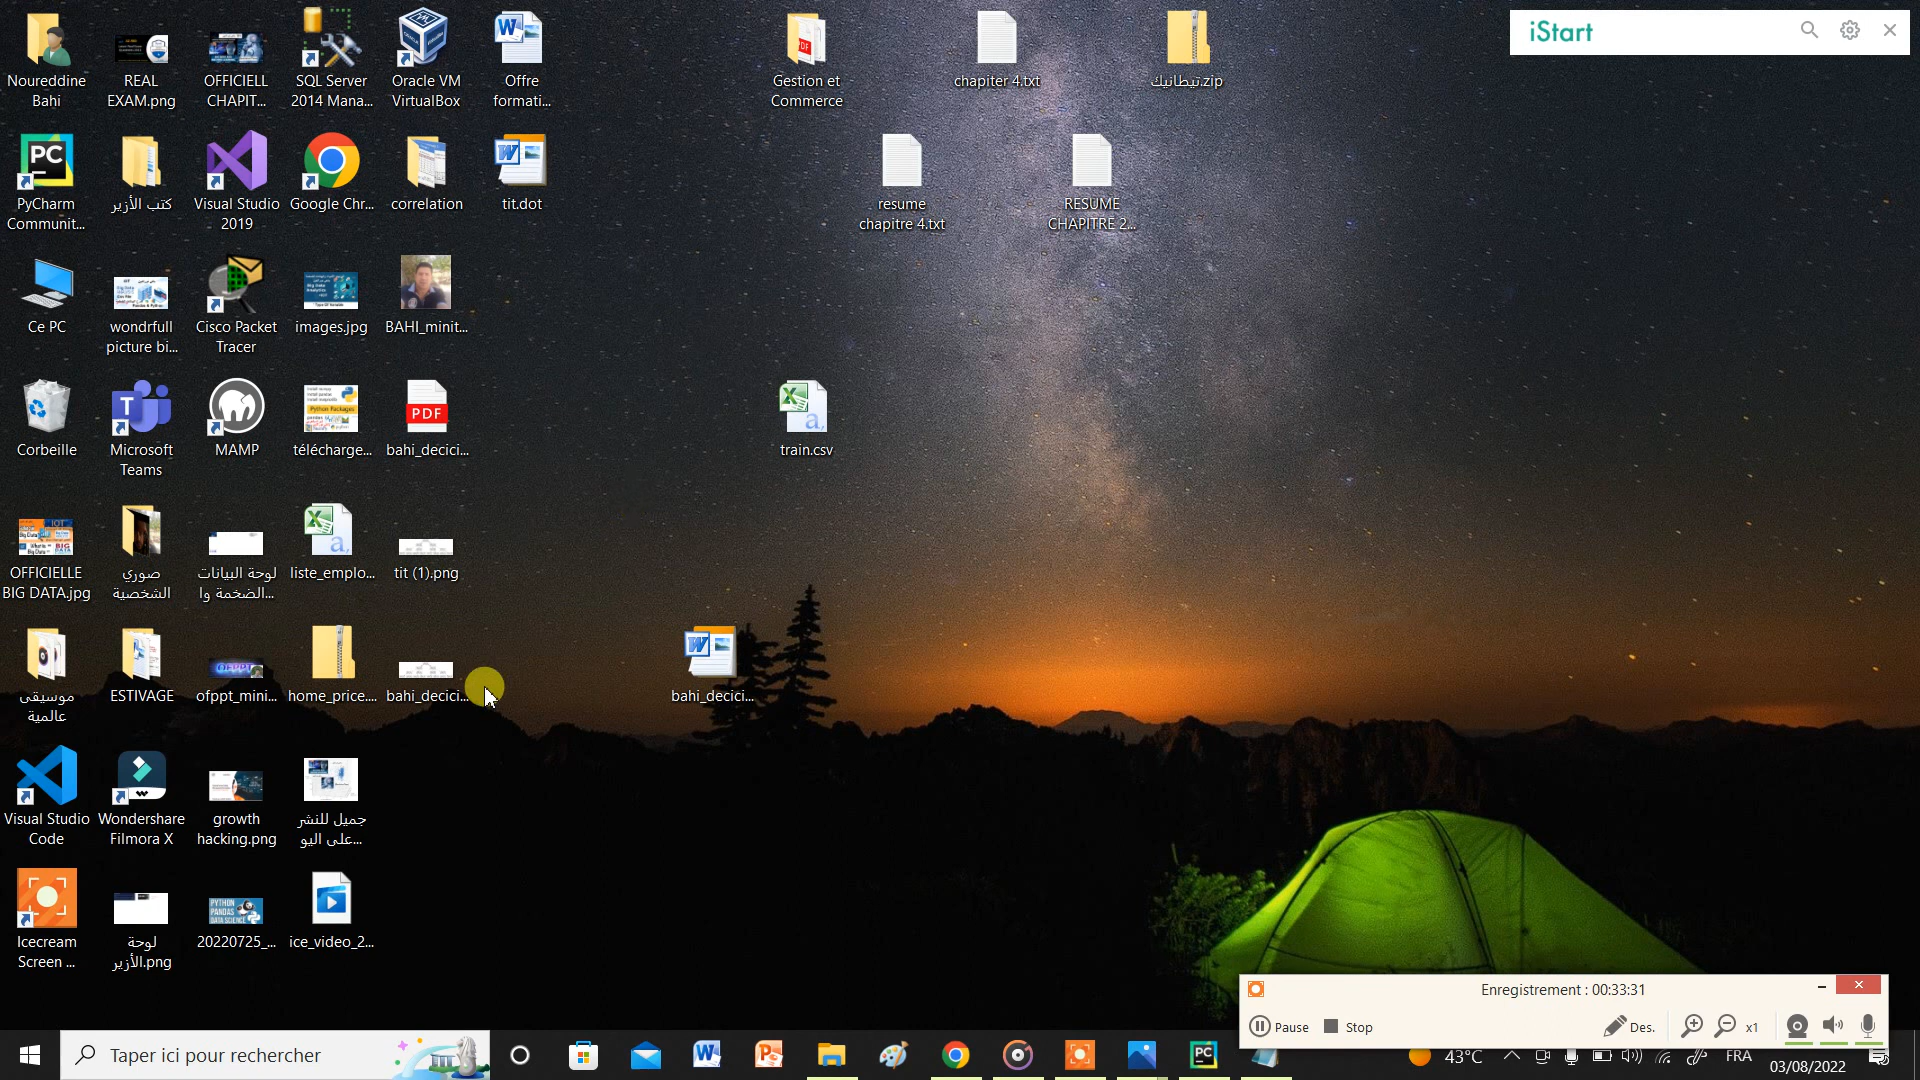 Noureddine
Bahi
REAL
EXAM.png
OFFICIELL
CHAPIT...
SQL Server
2014 Mana...
Oracle VM
VirtualBox
Offre
formati...
Gestion et
Commerce
chapiter 4.txt
تيطانيك.zip
iStart
PyCharm
Communit...
كتب الأزير
Visual Studio
2019
Google Chr...
correlation
tit.dot
resume
chapitre 4.txt
RESUME
CHAPITRE 2...
Ce PC
wondrfull
picture bi...
Cisco Packet
Tracer
images.jpg
BAHI_minit...
Corbeille
Microsoft
Teams
MAMP
télécharge...
bahi_decici...
train.csv
OFFICIELLE
BIG DATA.jpg
صوري
الشخصية
لوحة البيانات
الضخمة وا...
liste_emplo...
tit (1).png
موسيقى
عالمية
ESTIVAGE
ofppt_mini...
home_price....
bahi_decici...
bahi_decici...
Visual Studio
Code
Wondershare
Filmora X
growth
hacking.png
جميل للنشر
على اليو...
Icecream
Screen ...
لوحة
الأزير.png
20220725_...
ice_video_2...
Enregistrement : 00:33:31
Pause
Stop
Des.
x1
Taper ici pour rechercher
43°C
FRA
03/08/2022